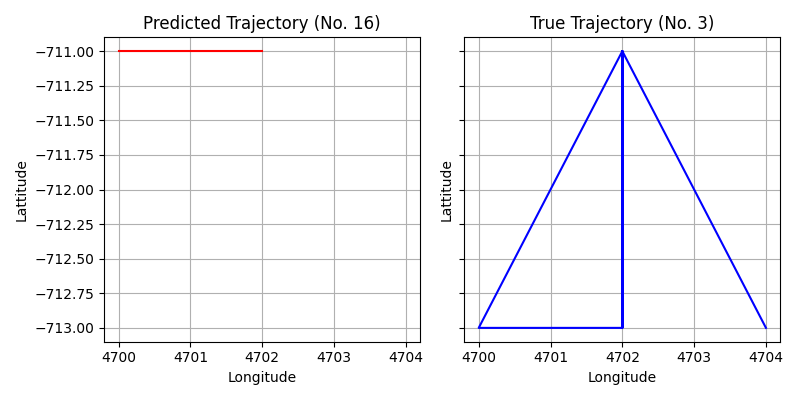 Predicted Trajectory (No. 16)
−711.00
−711.25
−711.50
−711.75
−712.00
−712.25
−712.50
−712.75
−713.00
Lattitude
4700 4701 4702 4703 4704
Longitude
True Trajectory (No. 3)
Lattitude
4700 4701 4702 4703 4704
Longitude